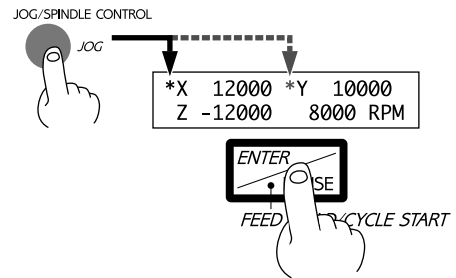 JOG/SPINDLE CONTROL
JOG
*X 12000 *Y 10000
Z -12000 8000 RPM
ENTER
FEED /CYCLE START